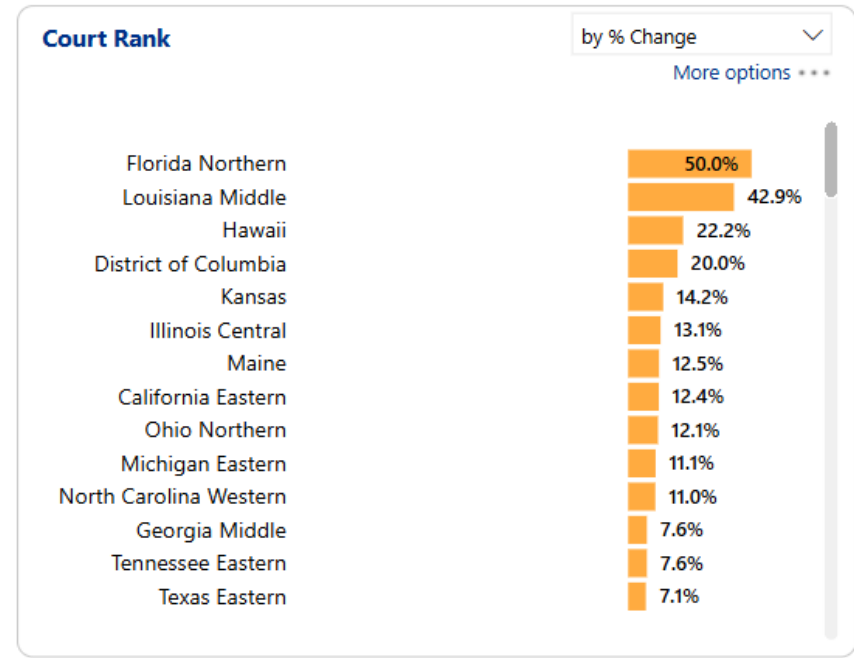 Court Rank
by % Change
More options
Florida Northern 50.0%
Louisiana Middle 42.9%
Hawaii 22.2%
District of Columbia 20.0%
Kansas 14.2%
Illinois Central 13.1%
Maine 12.5%
California Eastern 12.4%
Ohio Northern 12.1%
Michigan Eastern 11.1%
North Carolina Western 11.0%
Georgia Middle 7.6%
Tennessee Eastern 7.6%
Texas Eastern 7.1%